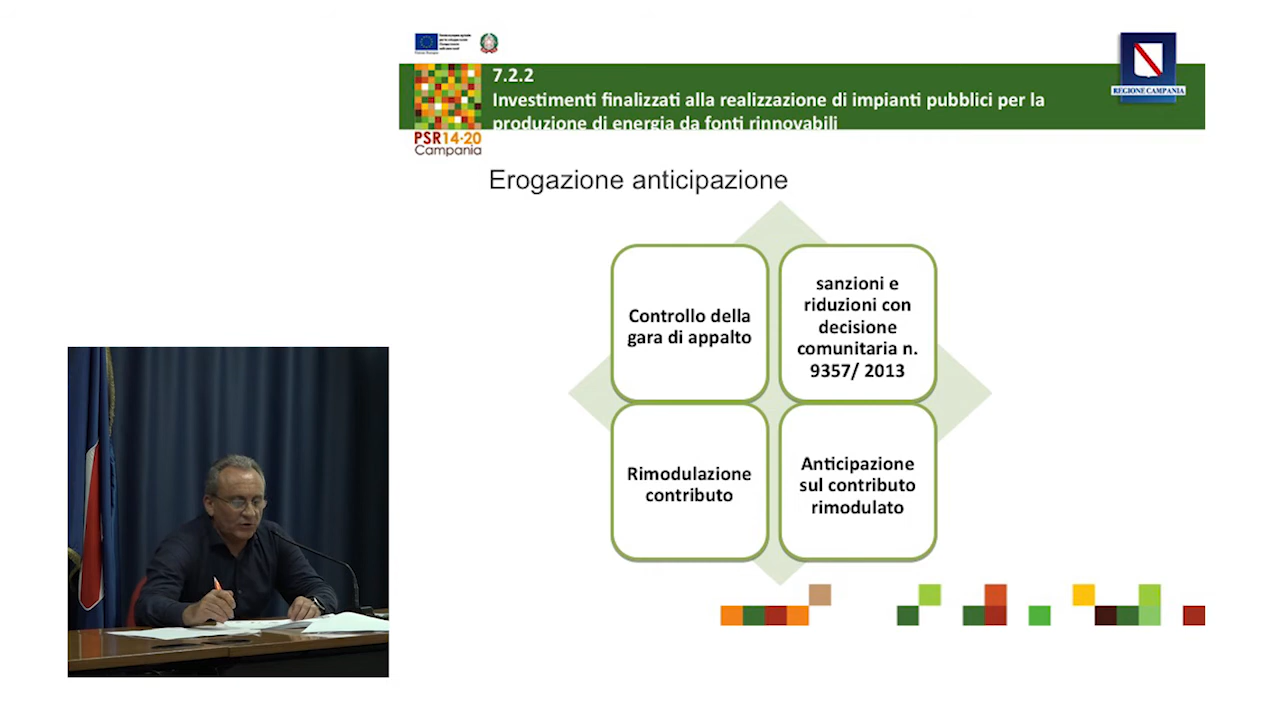 7.2.2
Investimenti finalizzati alla realizzazione di impianti pubblici per la
produzione di energia da fonti rinnovabili
REGIONE CAMPANIA
PSR14-20
Campania
Erogazione anticipazione
Controllo della
gara di appalto
sanzioni e
riduzioni con
decisione
comunitaria n.
9357/ 2013
Rimodulazione
contributo
Anticipazione
sul contributo
rimodulato